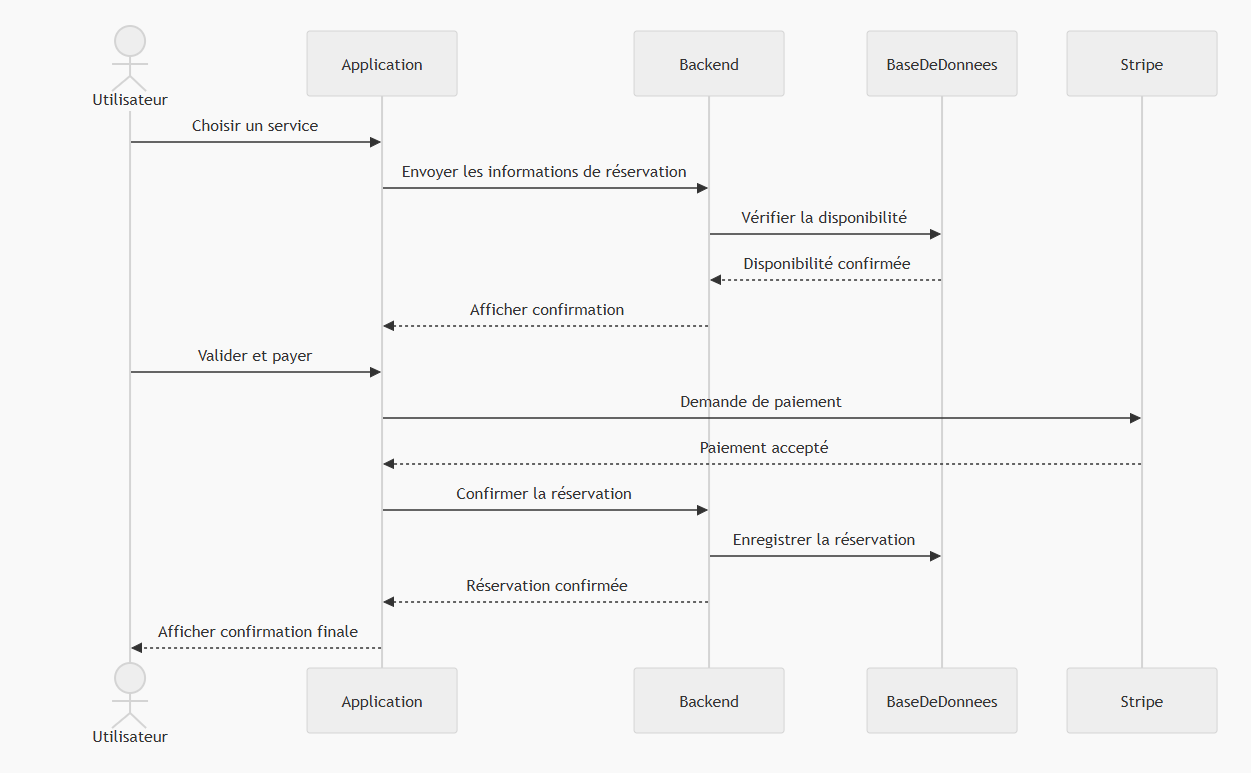 Utilisateur
Application
Backend
BaseDeDonnees
Stripe
Choisir un service
Envoyer les informations de réservation
Vérifier la disponibilité
Disponibilité confirmée
Afficher confirmation
Valider et payer
Demande de paiement
Paiement accepté
Confirmer la réservation
Enregistrer la réservation
Réservation confirmée
Afficher confirmation finale
Utilisateur
Application
Backend
BaseDeDonnees
Stripe